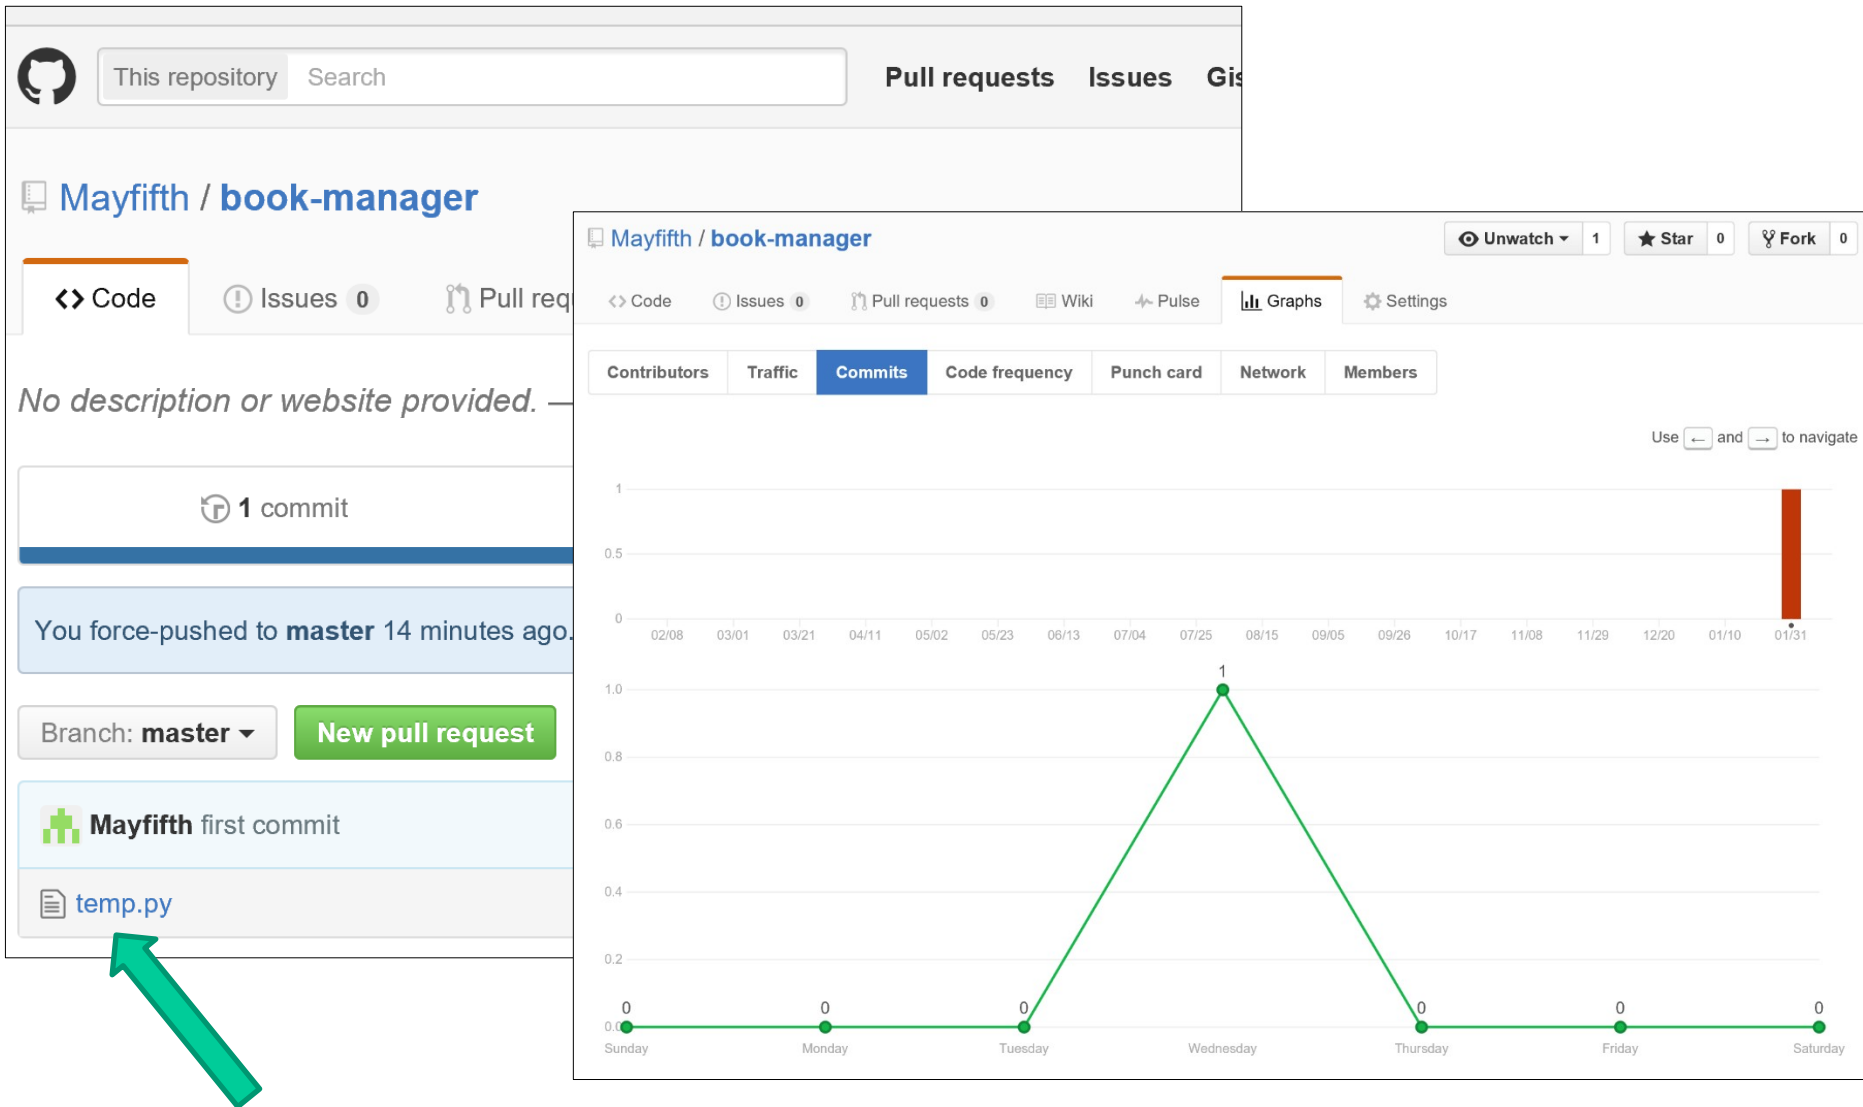 This repository Search Pull requests Issues Gis
Mayfifth / book-manager
Code Issues 0 Pull requ
No description or website provided. —
1 commit
You force-pushed to master 14 minutes ago.
Branch: master New pull request
Mayfifth first commit
temp.py
Mayfifth / book-manager Unwatch 1 Star 0 Fork 0
Code Issues 0 Pull requests 0 Wiki Pulse Graphs Settings
Contributors Traffic Commits Code frequency Punch card Network Members
Use ← and → to navigate
1
0.5
0
02/08 03/01 03/21 04/11 05/02 05/23 06/13 07/04 07/25 08/15 09/05 09/26 10/17 11/08 11/29 12/20 01/10 01/31
1
1.0
0.8
0.6
0.4
0.2
0 0 0 0 0 0
0.0
Sunday Monday Tuesday Wednesday Thursday Friday Saturday